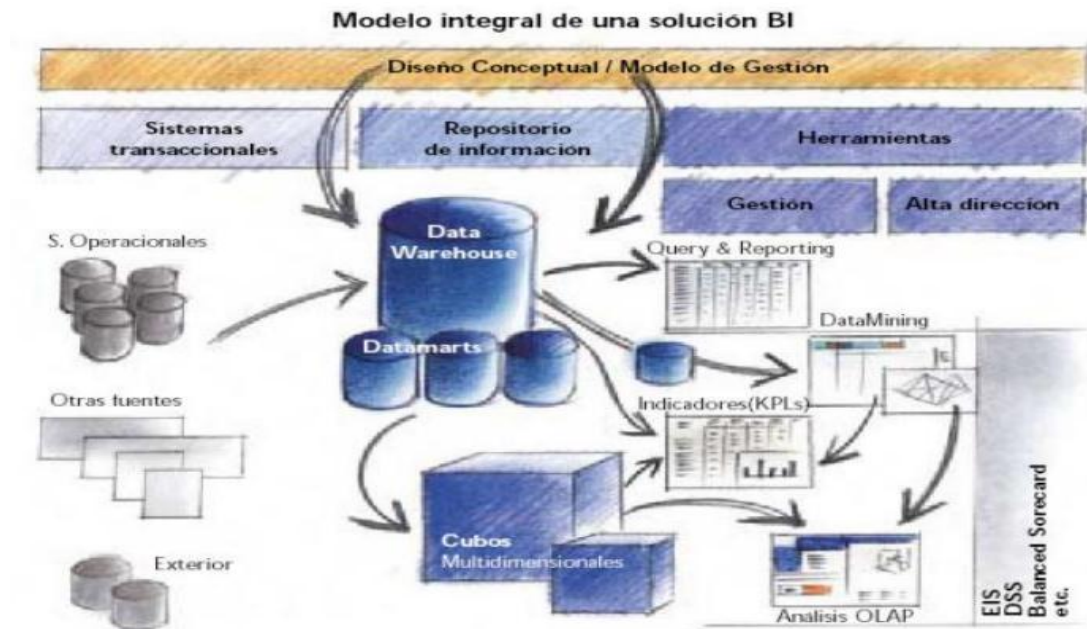 Modelo integral de una solución BI
Diseño Conceptual / Modelo de Gestión
Sistemas
transaccionales
Repositorio
de información
Herramientas
Gestión
Alta dirección
S. Operacionales
Data
Warehouse
Query & Reporting
DataMining
Datamarts
Otras fuentes
Indicadores(KPLs)
Cubos
Multidimensionales
Exterior
Análisis OLAP
EIS
DSS
Balanced Sorecard
etc.